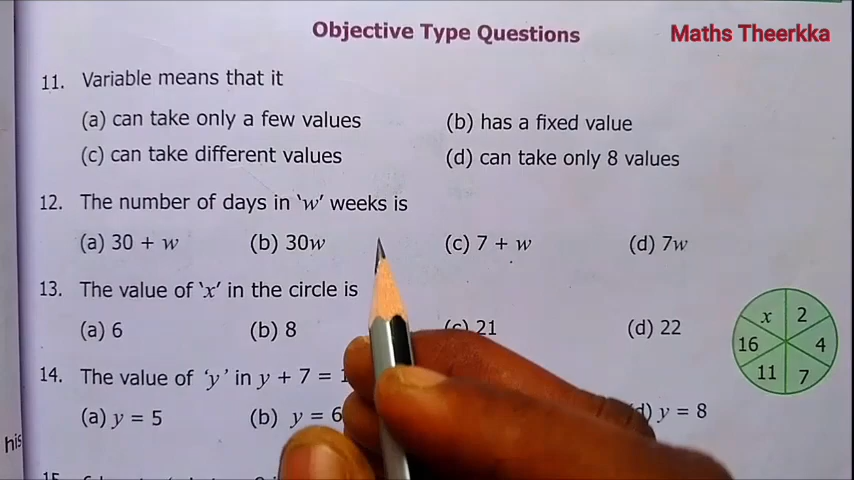 Objective Type Questions
Maths Theerkka
11. Variable means that it
(a) can take only a few values (b) has a fixed value
(c) can take different values (d) can take only 8 values
12. The number of days in ‘w’ weeks is
(a) 30 + w (b) 30w (c) 7 + w (d) 7w
13. The value of ‘x’ in the circle is
(a) 6 (b) 8 (c) 21 (d) 22
x 2
16 4
11 7
14. The value of ‘y’ in y + 7 =
(a) y = 5 (b) y = 6 (d) y = 8
his